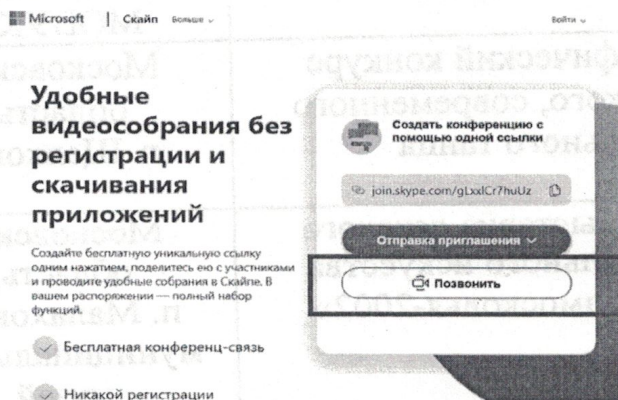 Microsoft | Скайп Больше
Войти
Удобные
видеособрания без
регистрации и
скачивания
приложений
Создайте бесплатную уникальную ссылку
одним нажатием, поделитесь ею с участниками
и проводите удобные собрания в Скайпе. В
вашем распоряжении — полный набор
функций.
Бесплатная конференц-связь
Никакой регистрации
Создать конференцию с
помощью одной ссылки
join.skype.com/gLxxlCr7huUz
Отправка приглашения
Позвонить